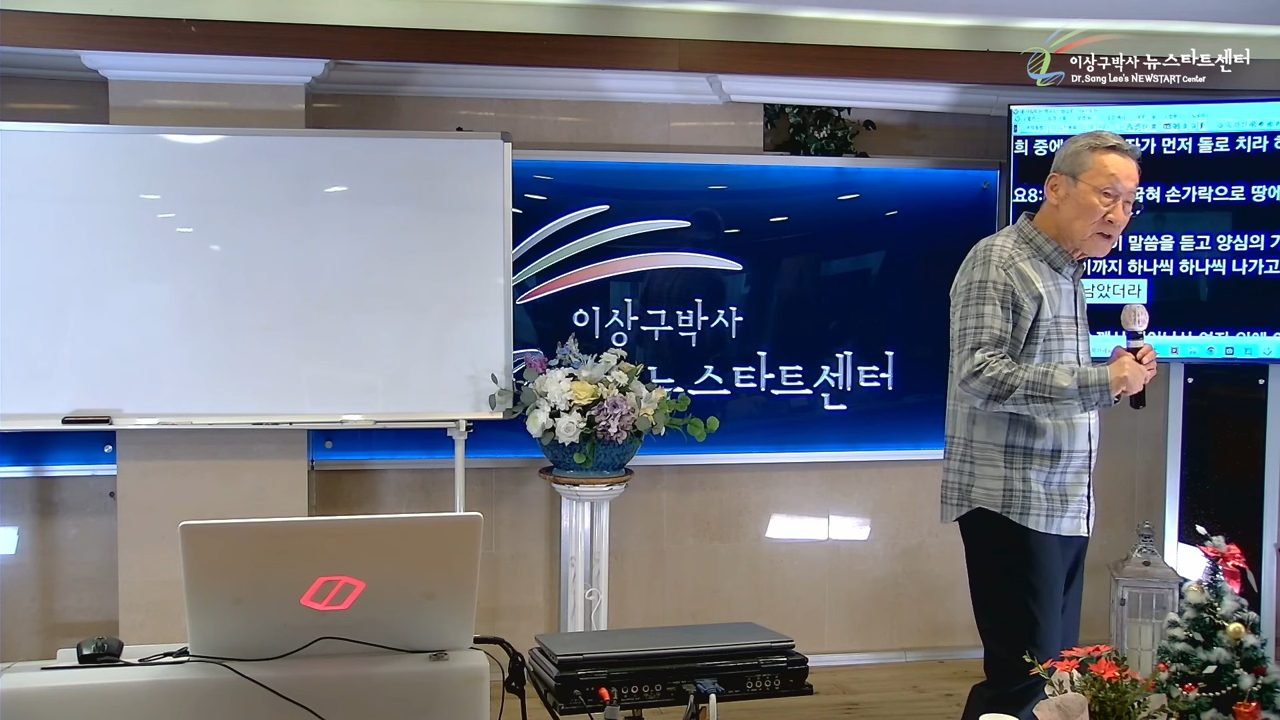 이상구박사 뉴스타트센터
Dr.Sang Lee's NEWSTART Center
희 중에 자가 먼저 돌로 치라
요8: 굽혀 손가락으로 땅에
말씀을 듣고 양심의
까지 하나씩 하나씩 나가고
남았더라
이상구박사
뉴스타트센터